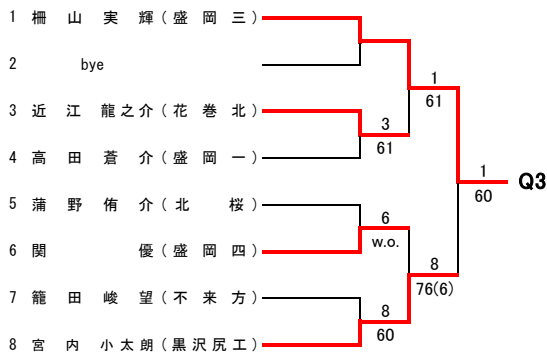 1 柵山実輝(盛岡三)
2 bye
3 近江龍之介(花巻北)
4 高田蒼介(盛岡一)
5 蒲野侑介(北桜)
6 関優(盛岡四)
7 籠田峻望(不来方)
8 宮内小太朗(黒沢尻工)
3
61
6
w.o.
8
60
1
61
8
76(6)
1
60
Q3